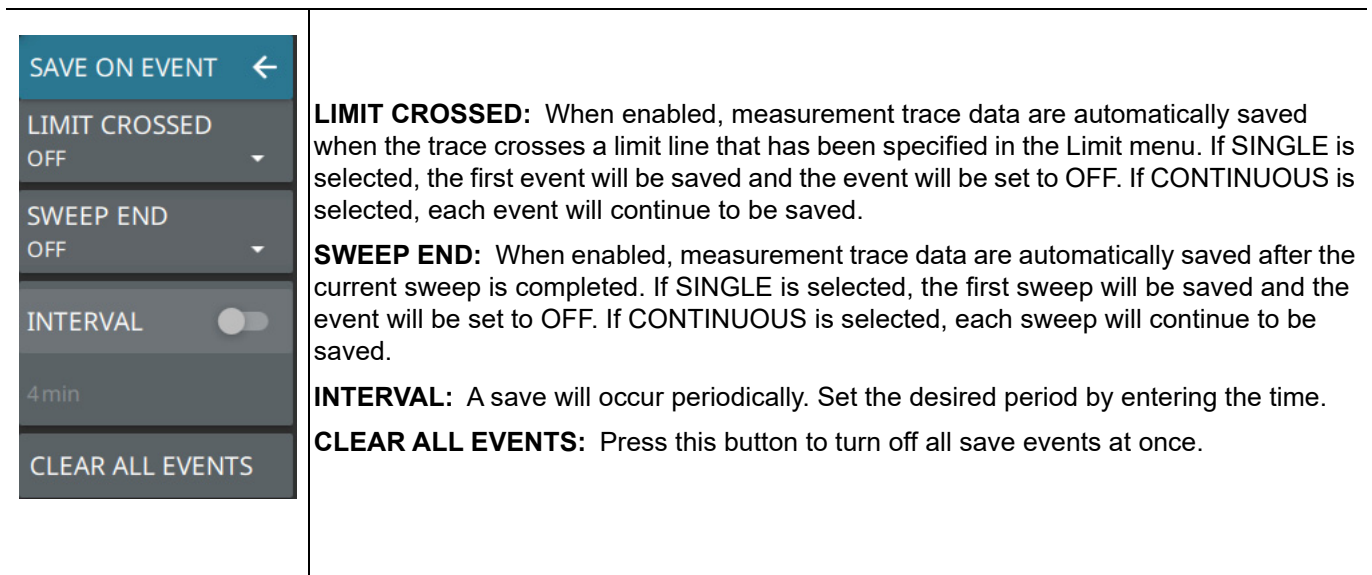 SAVE ON EVENT
LIMIT CROSSED
OFF
SWEEP END
OFF
INTERVAL
4min
CLEAR ALL EVENTS
LIMIT CROSSED: When enabled, measurement trace data are automatically saved
when the trace crosses a limit line that has been specified in the Limit menu. If SINGLE is
selected, the first event will be saved and the event will be set to OFF. If CONTINUOUS is
selected, each event will continue to be saved.
SWEEP END: When enabled, measurement trace data are automatically saved after the
current sweep is completed. If SINGLE is selected, the first sweep will be saved and the
event will be set to OFF. If CONTINUOUS is selected, each sweep will continue to be
saved.
INTERVAL: A save will occur periodically. Set the desired period by entering the time.
CLEAR ALL EVENTS: Press this button to turn off all save events at once.